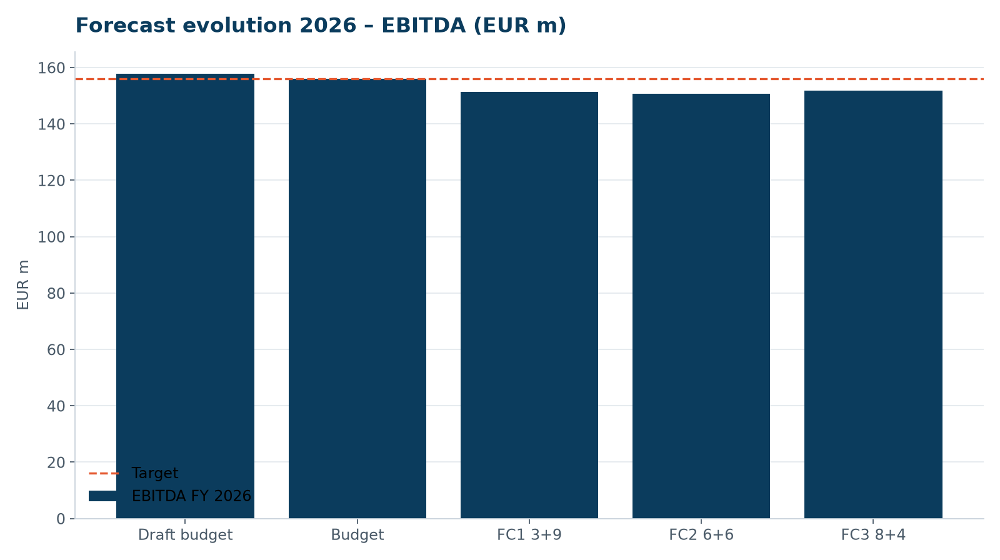 Forecast evolution 2026 – EBITDA (EUR m)
EUR m
160
140
120
100
80
60
40
20
0
Target
EBITDA FY 2026
Draft budget
Budget
FC1 3+9
FC2 6+6
FC3 8+4